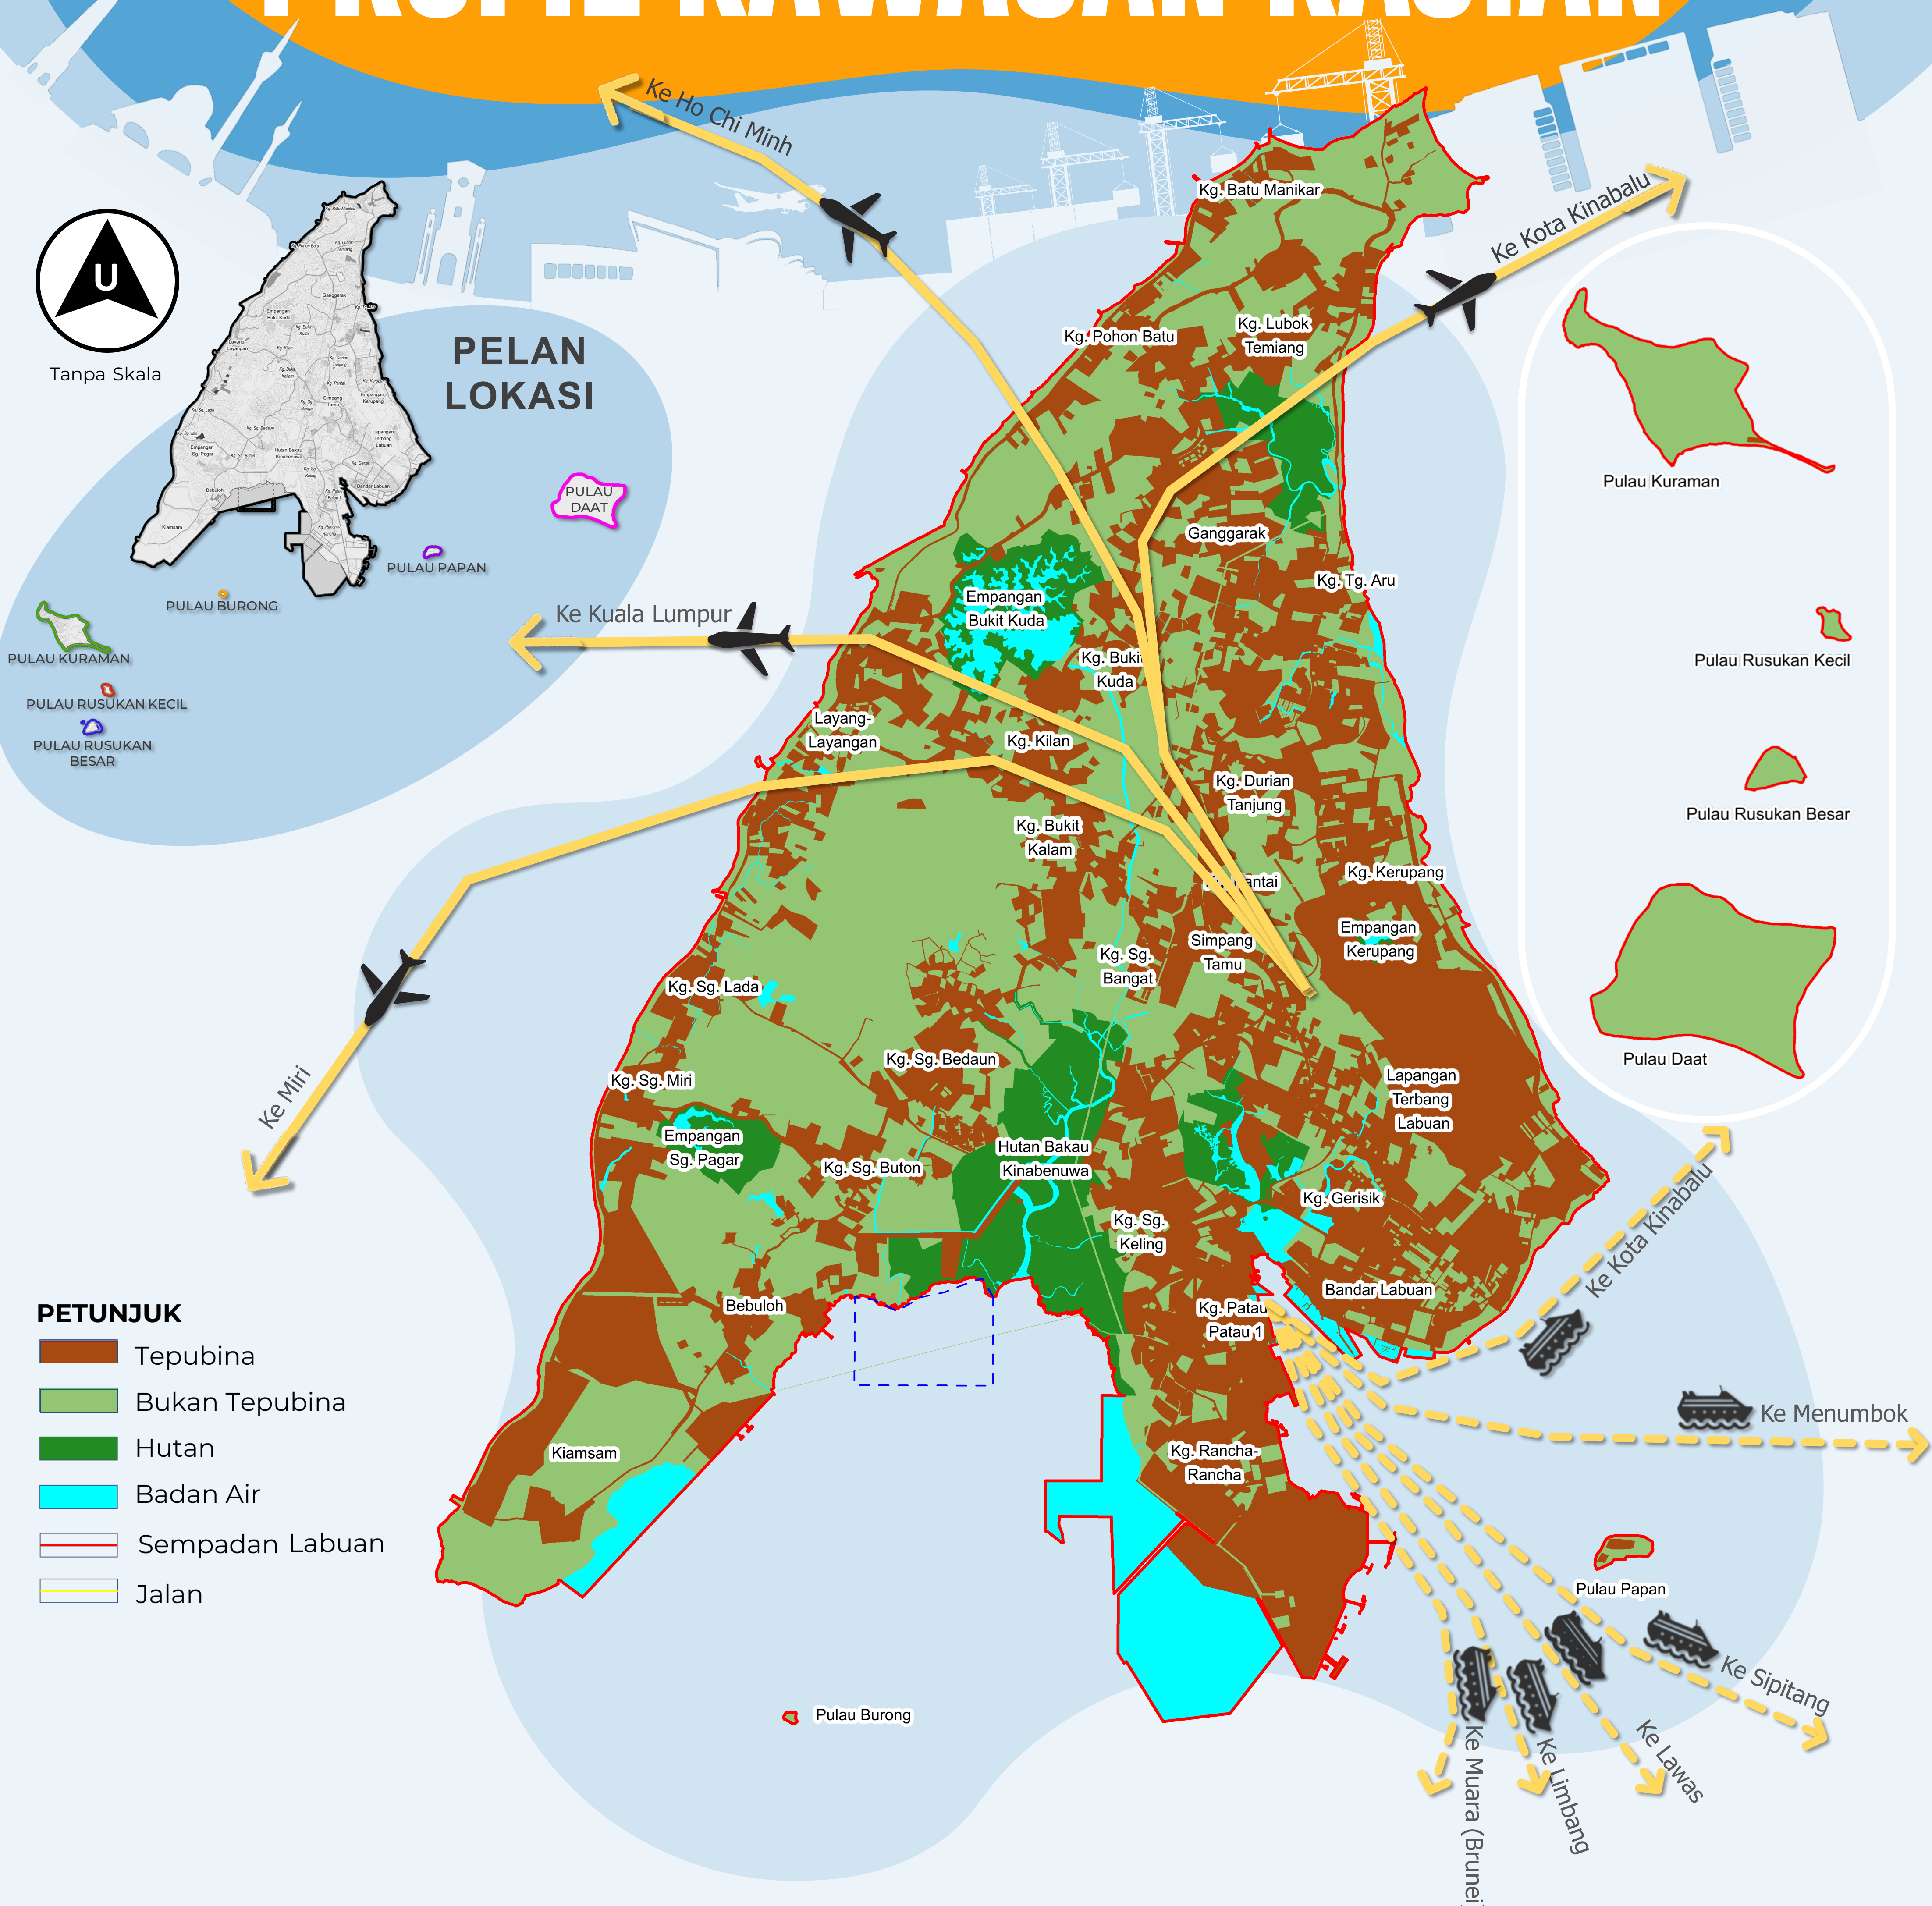 PROFIL KAWASAN KAJIAN
Ke Ho Chi Minh
Ke Kota Kinabalu
Kg. Batu Manikar
U
Tanpa Skala
PELAN
LOKASI
Kg. Pohon Batu
Kg. Lubok
Temiang
PULAU
DAAT
PULAU PAPAN
PULAU BURONG
PULAU KURAMAN
PULAU RUSUKAN KECIL
PULAU RUSUKAN
BESAR
Pulau Kuraman
Ganggarak
Kg. Tg. Aru
Empangan
Bukit Kuda
Ke Kuala Lumpur
Kg. Bukit
Kuda
Pulau Rusukan Kecil
Layang-
Layangan
Kg. Kilan
Kg. Durian
Tanjung
Pulau Rusukan Besar
Kg. Bukit
Kalam
Kg. Kerupang
Empangan
Kerupang
Simpang
Tamu
Kg. Sg.
Bangat
Kg. Sg. Lada
Kg. Sg. Bedaun
Kg. Sg. Miri
Pulau Daat
Lapangan
Terbang
Labuan
Ke Miri
Empangan
Sg. Pagar
Kg. Sg. Buton
Hutan Bakau
Kinabenuwa
Kg. Gerisik
Kg. Sg.
Keling
Ke Kota Kinabalu
Bandar Labuan
Bebuloh
Kg. Patau
Patau 1
PETUNJUK
Tepubina
Bukan Tepubina
Hutan
Badan Air
Sempadan Labuan
Jalan
Ke Menumbok
Kiamsam
Kg. Rancha-
Rancha
Pulau Papan
Ke Sipitang
Ke Lawas
Ke Limbang
Ke Muara (Brunei
Pulau Burong